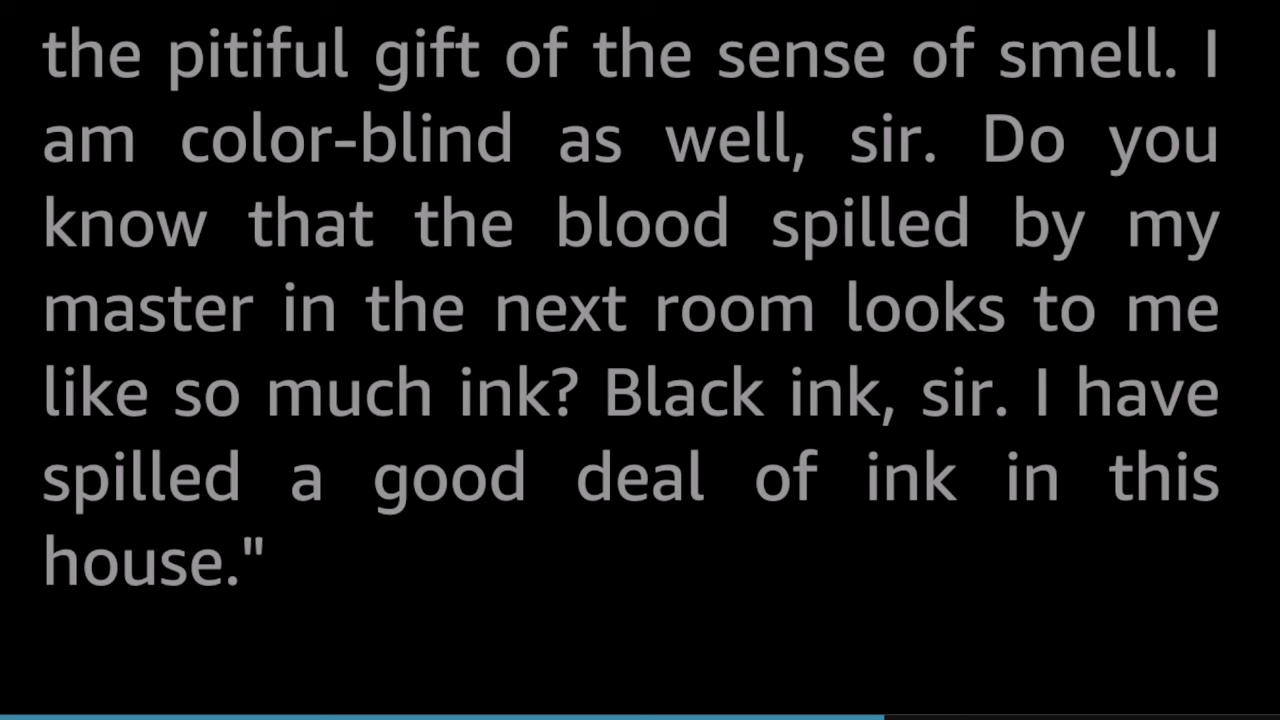 the pitiful gift of the sense of smell. I
am color-blind as well, sir. Do you
know that the blood spilled by my
master in the next room looks to me
like so much ink? Black ink, sir. I have
spilled a good deal of ink in this
house."